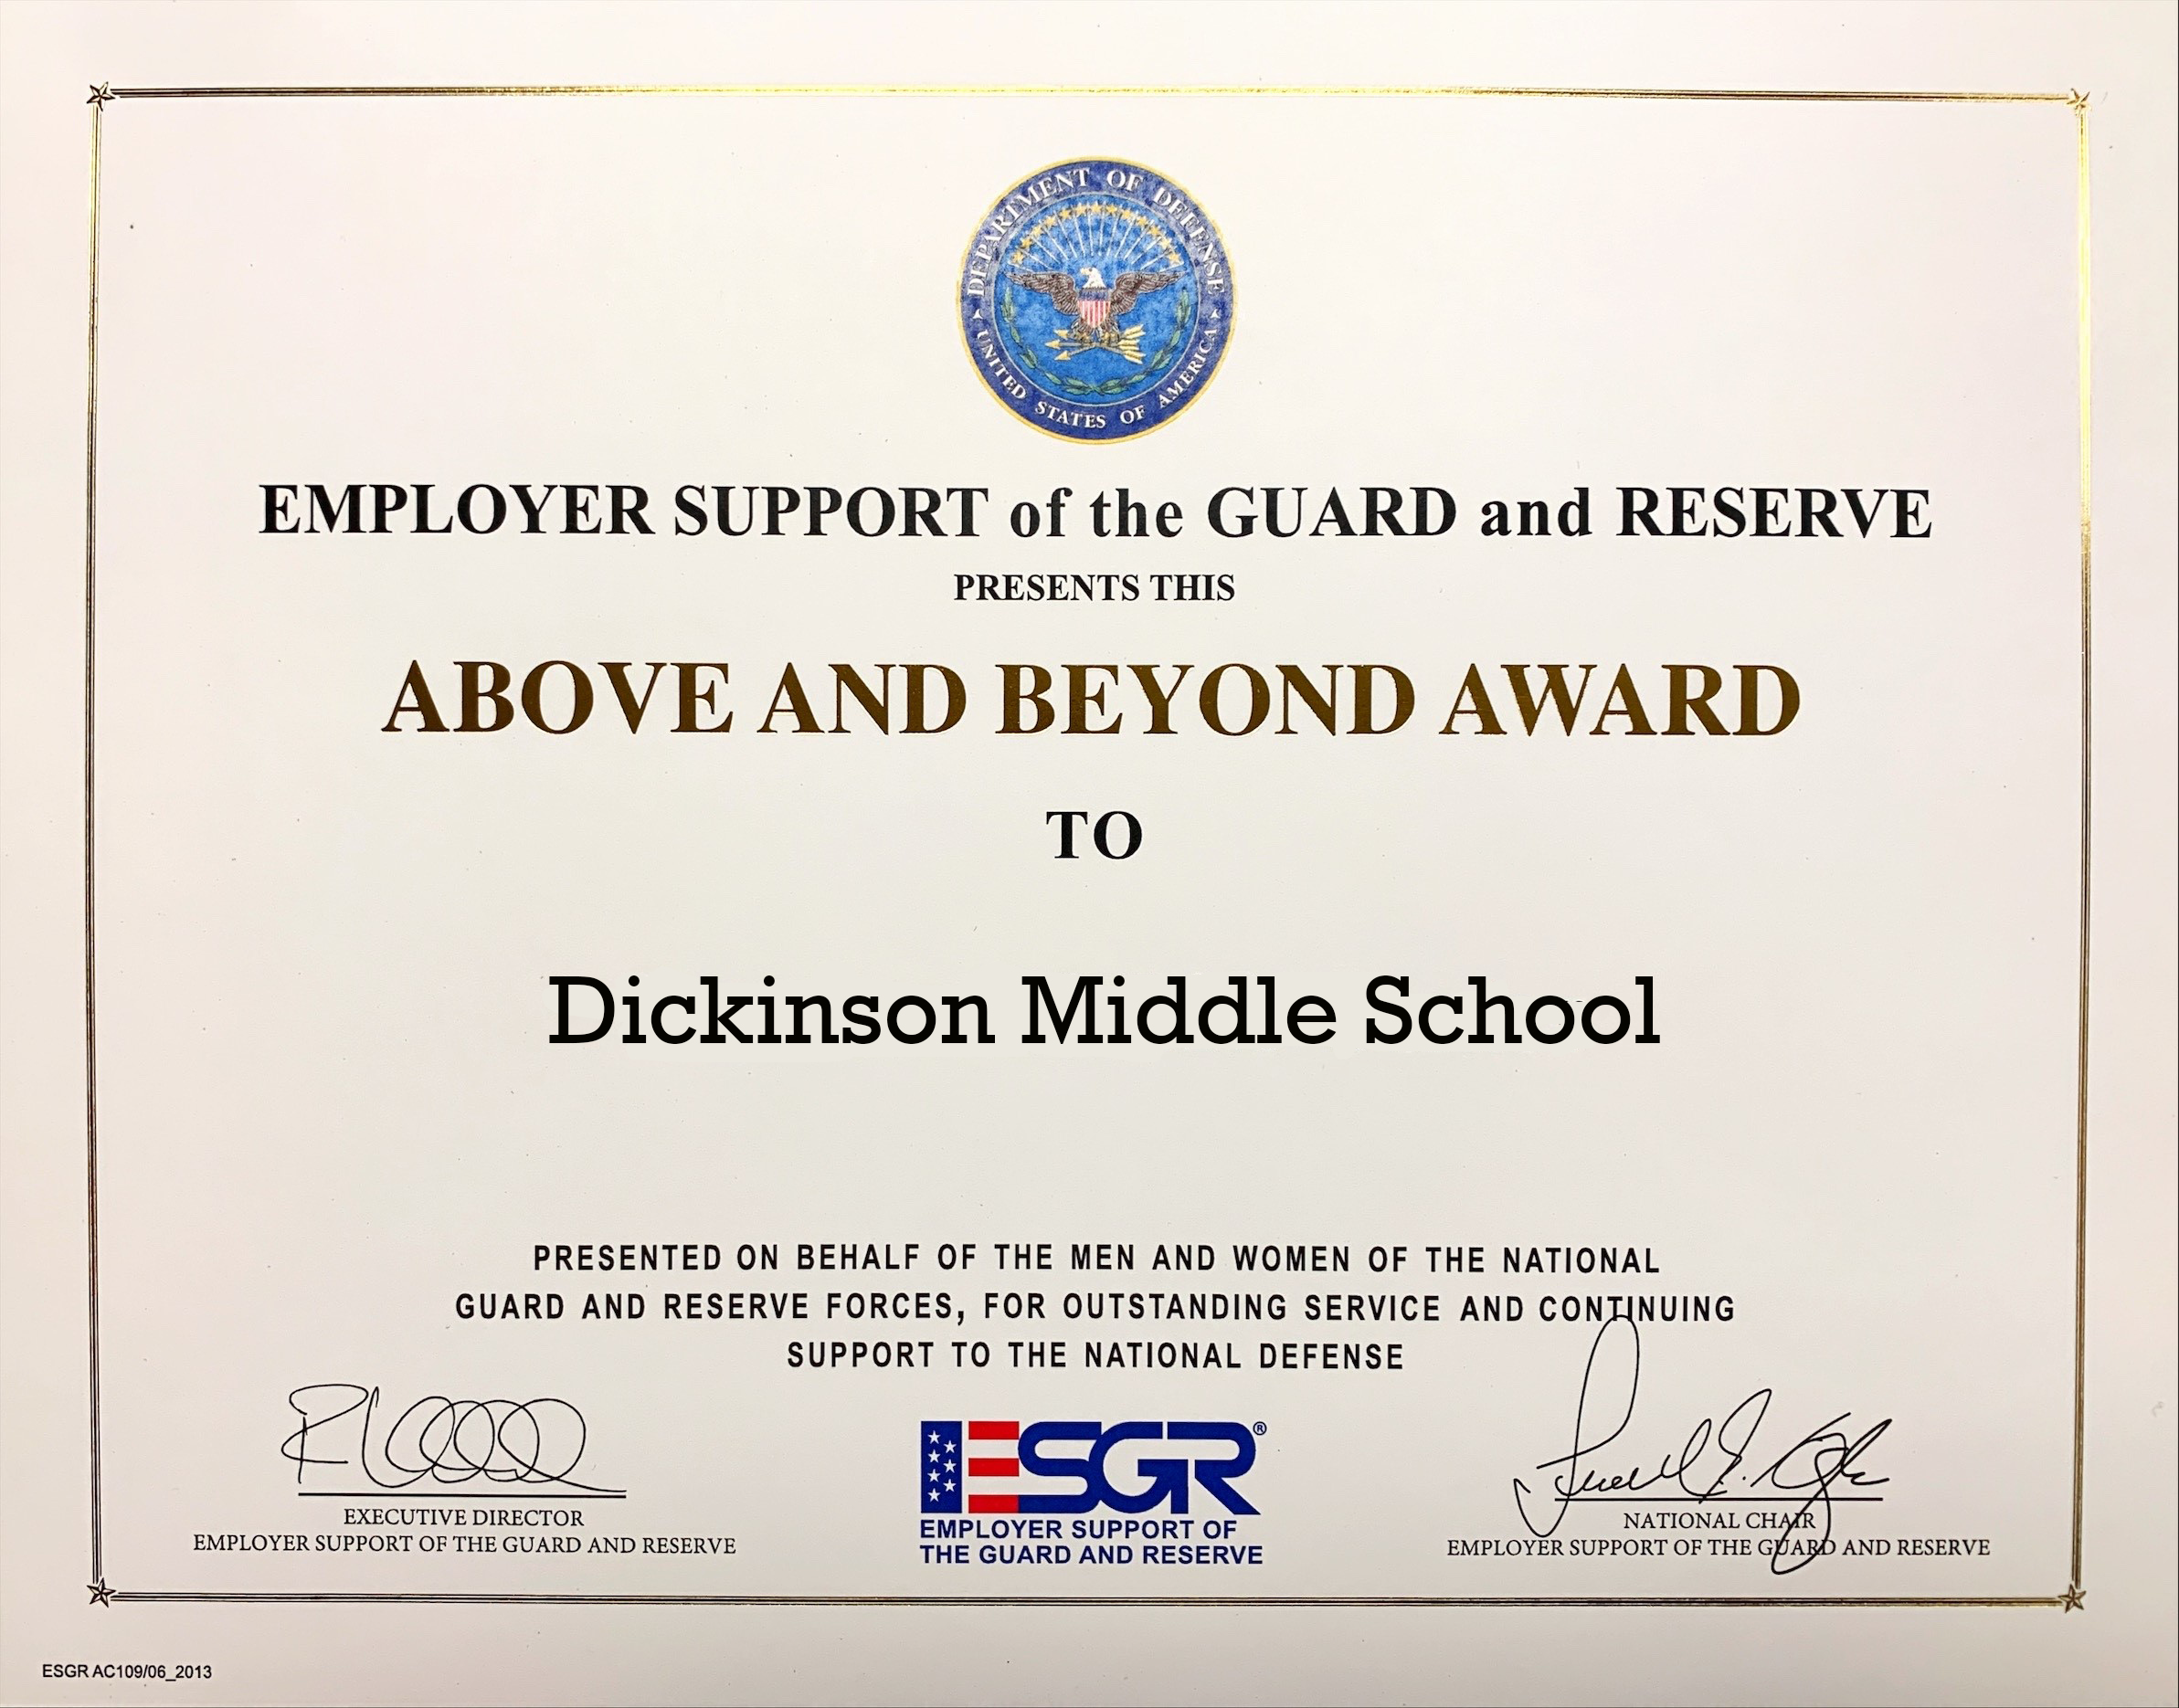 DEPARTMENT OF DEFENSE
UNITED STATES OF AMERICA
EMPLOYER SUPPORT of the GUARD and RESERVE
PRESENTS THIS
ABOVE AND BEYOND AWARD
TO
Dickinson Middle School
PRESENTED ON BEHALF OF THE MEN AND WOMEN OF THE NATIONAL
GUARD AND RESERVE FORCES, FOR OUTSTANDING SERVICE AND CONTINUING
SUPPORT TO THE NATIONAL DEFENSE
EXECUTIVE DIRECTOR
EMPLOYER SUPPORT OF THE GUARD AND RESERVE
ESGR®
EMPLOYER SUPPORT OF
THE GUARD AND RESERVE
NATIONAL CHAIR
EMPLOYER SUPPORT OF THE GUARD AND RESERVE
ESGR AC109/06_2013